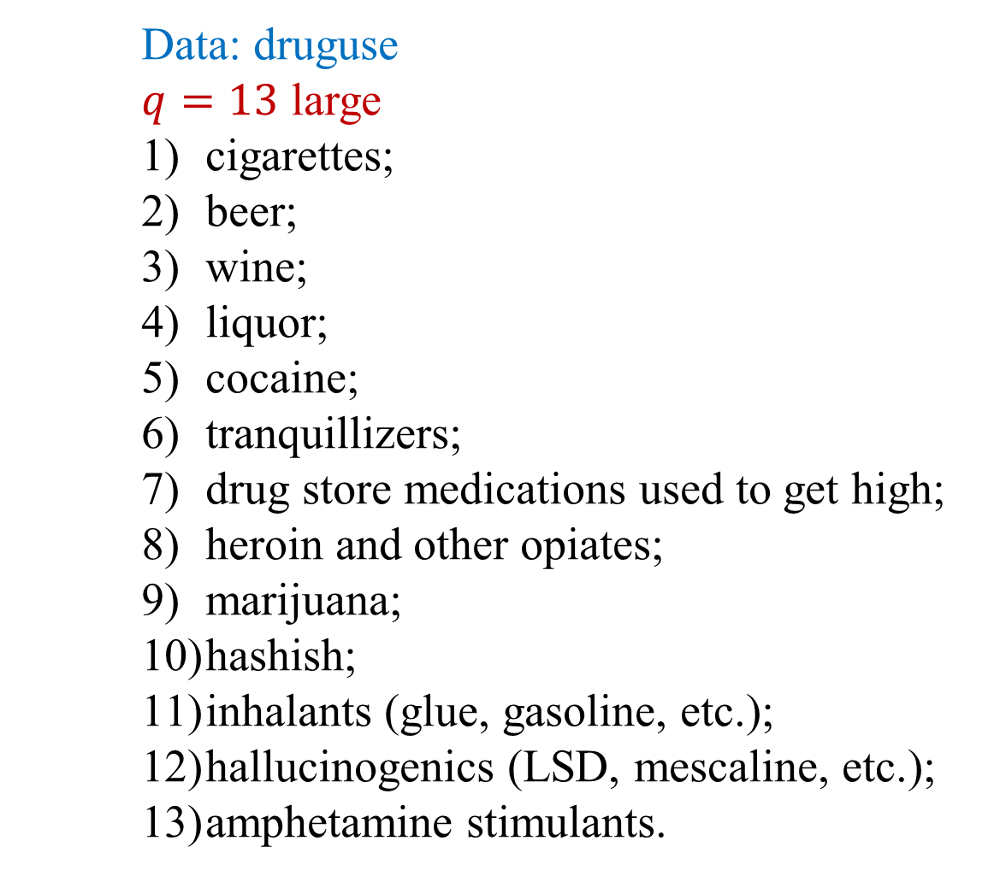 Data: druguse
q = 13 large
1) cigarettes;
2) beer;
3) wine;
4) liquor;
5) cocaine;
6) tranquillizers;
7) drug store medications used to get high;
8) heroin and other opiates;
9) marijuana;
10)hashish;
11)inhalants (glue, gasoline, etc.);
12)hallucinogenics (LSD, mescaline, etc.);
13)amphetamine stimulants.